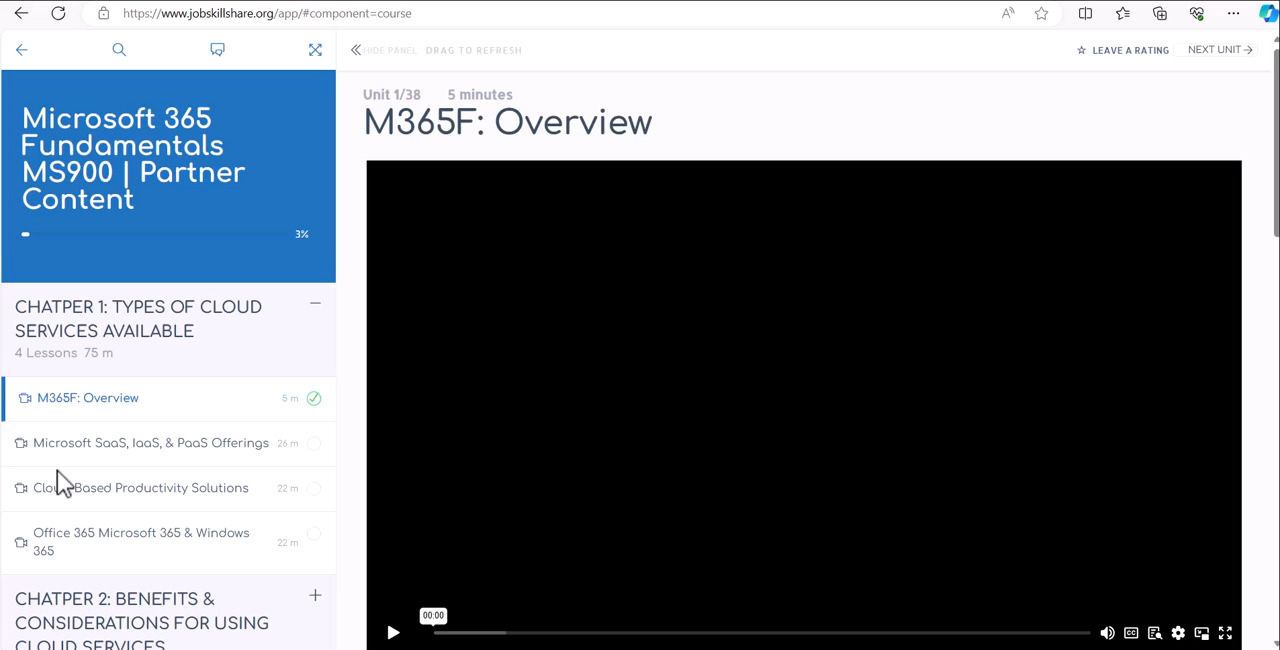 https://www.jobskillshare.org/app/#component=course
HIDE PANEL DRAG TO REFRESH
LEAVE A RATING NEXT UNIT
Microsoft 365
Fundamentals
MS900 | Partner
Content
3%
CHATPER 1: TYPES OF CLOUD
SERVICES AVAILABLE
4 Lessons 75 m
M365F: Overview 5 m
Microsoft SaaS, IaaS, & PaaS Offerings 26 m
Cloud Based Productivity Solutions 22 m
Office 365 Microsoft 365 & Windows
365 22 m
CHATPER 2: BENEFITS &
CONSIDERATIONS FOR USING
CLOUD SERVICES
Unit 1/38 5 minutes
M365F: Overview
00:00
CC